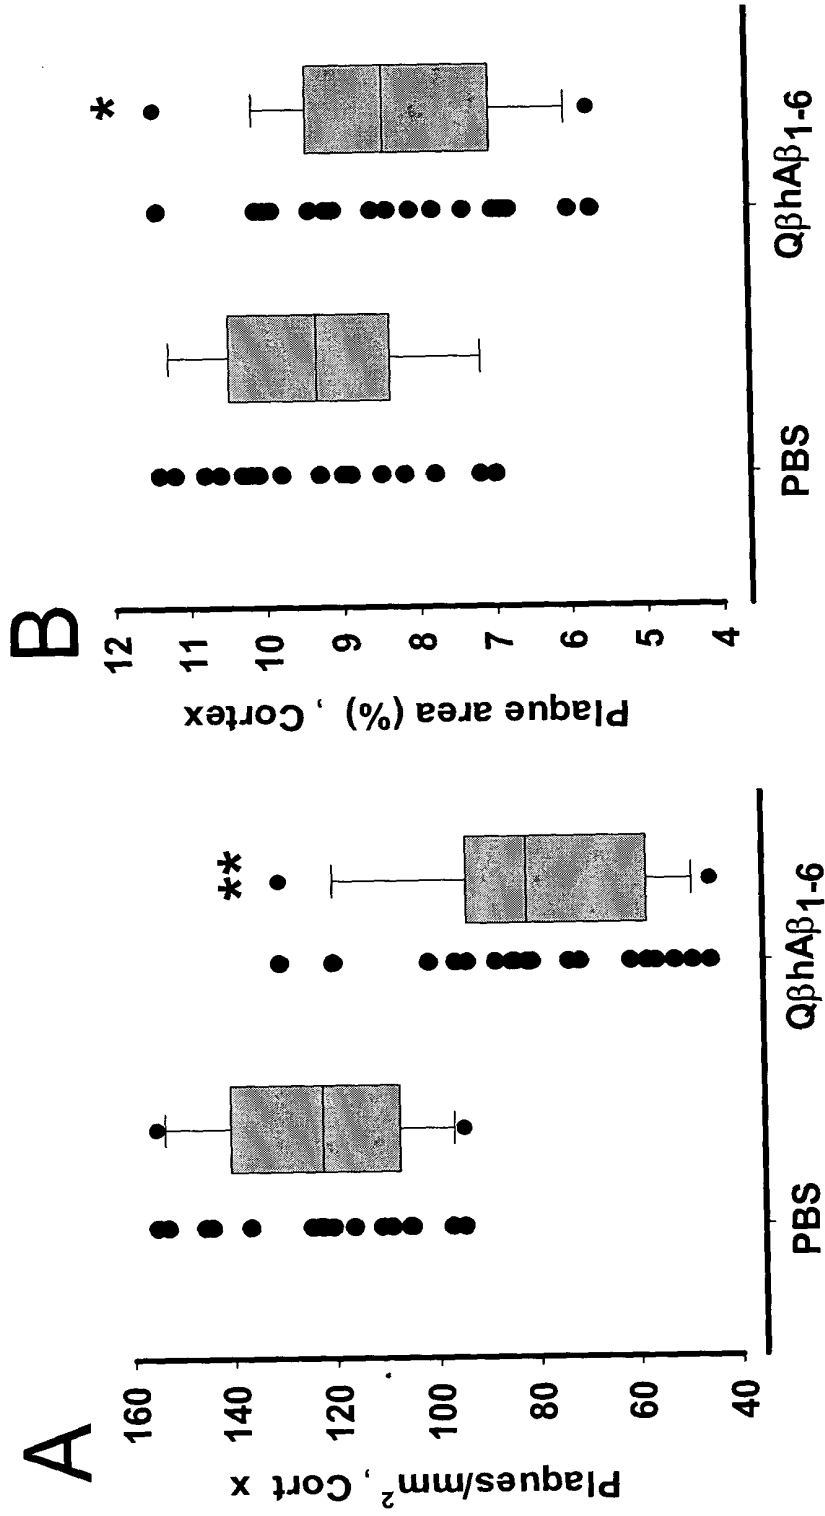 A
160
140
120
100
80
60
40
Plaques/mm², Cort x
PBS
QβhAβ1-6
**
B
12
11
10
9
8
7
6
5
4
Plaque area (%) , Cortex
PBS
QβhAβ1-6
*